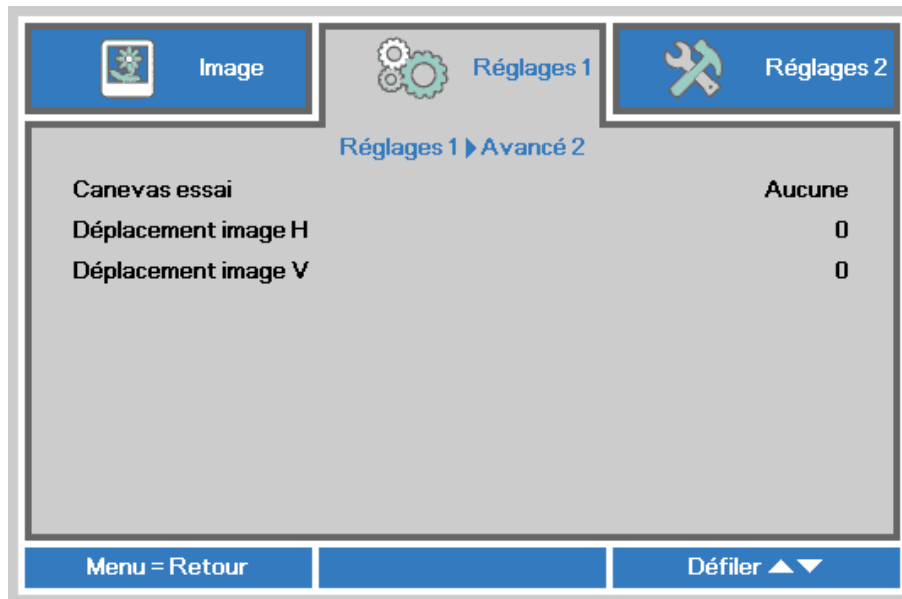 Image
Réglages 1
Réglages 2
Réglages 1 ▶ Avancé 2
Canevas essai Aucune
Déplacement image H 0
Déplacement image V 0
Menu = Retour
Défiler ▲▼